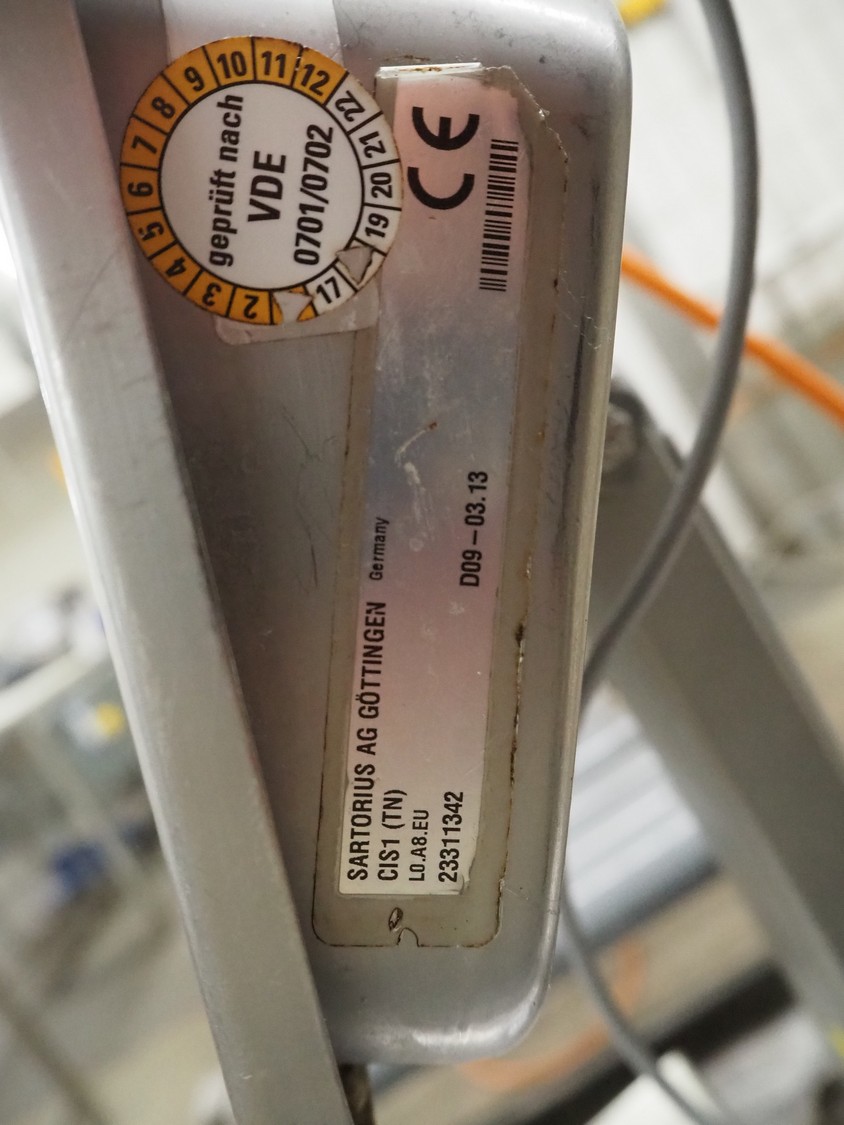 SARTORIUS AG GÖTTINGEN Germany
CIS1 (TN)
L0.A8.EU
23311342
D09-03.13
CE
geprüft nach
VDE
0701/0702
2 3 4 5 6 7 8 9 10 11 12
22 21 20 19 17